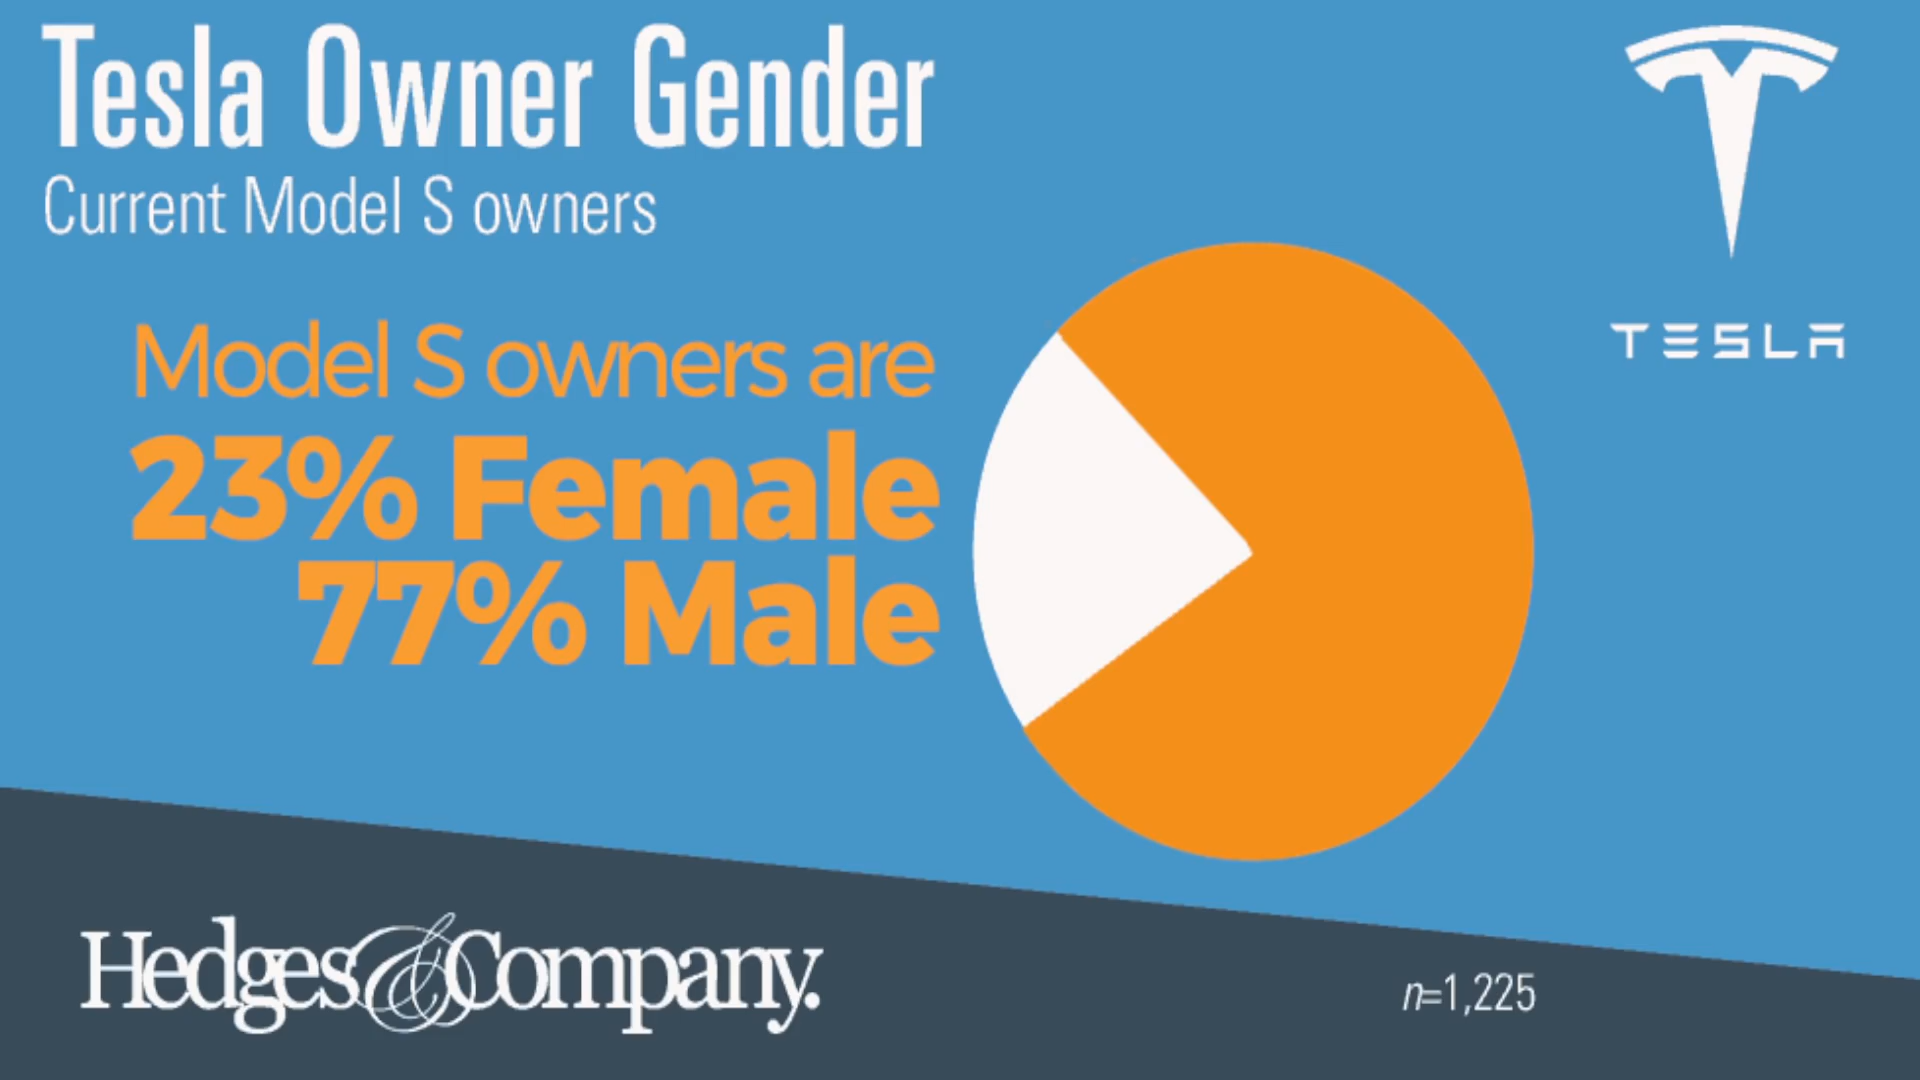 Tesla Owner Gender
Current Model S owners
TESLA
Model S owners are
23% Female
77% Male
Hedges&Company.
n=1,225